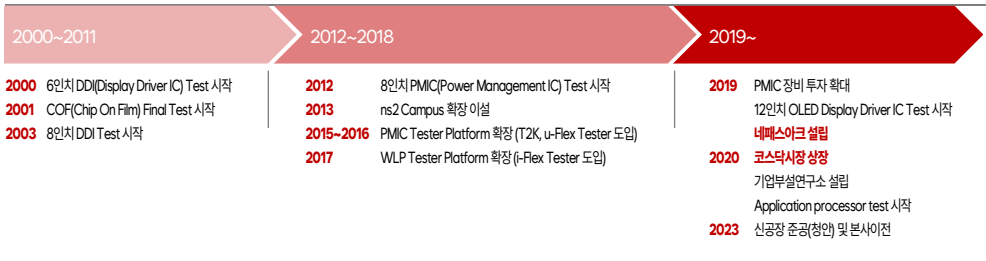 2000~2011
2000 6인치 DDI(Display Driver IC) Test 시작
2001 COF(Chip On Film) Final Test 시작
2003 8인치 DDI Test 시작
2012~2018
2012 8인치 PMIC(Power Management IC) Test 시작
2013 ns2 Campus 확장 이설
2015~2016 PMIC Tester Platform 확장 (T2K, u-Flex Tester 도입)
2017 WLP Tester Platform 확장 (i-Flex Tester 도입)
2019~
2019 PMIC 장비 투자 확대
12인치 OLED Display Driver IC Test 시작
네패스아크 설립
2020 코스닥시장 상장
기업부설연구소 설립
Application processor test 시작
2023 신공장 준공(청안) 및 본사이전